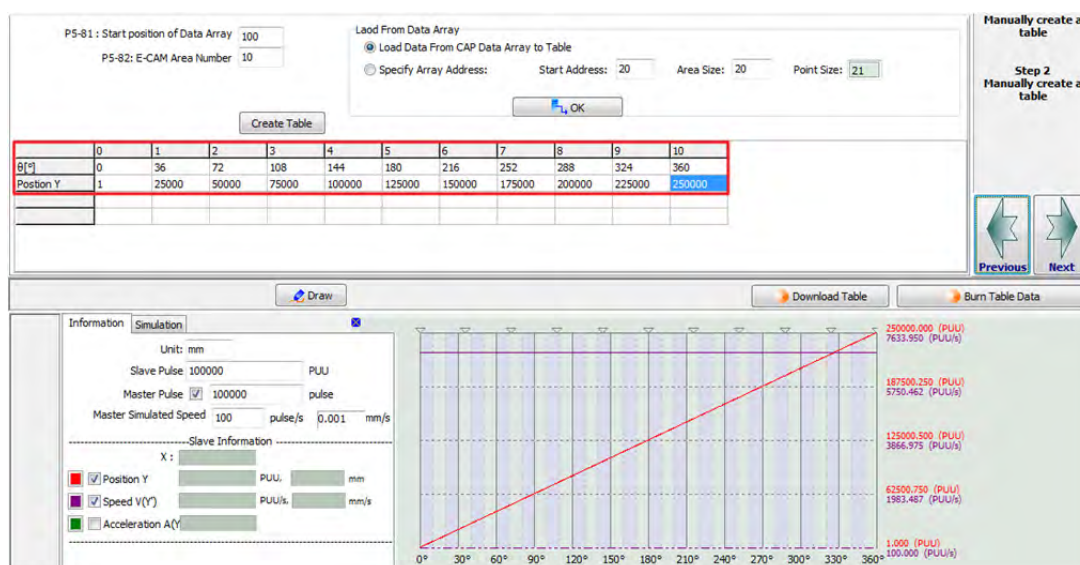 P5-81 : Start position of Data Array 100
P5-82: E-CAM Area Number 10
Laod From Data Array
Load Data From CAP Data Array to Table
Specify Array Address: Start Address: 20 Area Size: 20 Point Size: 21
OK
Create Table
Manually create a
table
Step 2
Manually create a
table
0 1 2 3 4 5 6 7 8 9 10
θ[°] 0 36 72 108 144 180 216 252 288 324 360
Postion Y 1 25000 50000 75000 100000 125000 150000 175000 200000 225000 250000
Previous Next
Draw Download Table Burn Table Data
Information Simulation
Unit: mm
Slave Pulse 100000 PUU
Master Pulse 100000 pulse
Master Simulated Speed 100 pulse/s 0.001 mm/s
Slave Information
X :
Position Y PUU, mm
Speed V(Y') PUU/s, mm/s
Acceleration A(Y
250000.000 (PUU)
7633.950 (PUU/s)
187500.250 (PUU)
5750.462 (PUU/s)
125000.500 (PUU)
3866.975 (PUU/s)
62500.750 (PUU)
1983.487 (PUU/s)
1.000 (PUU)
100.000 (PUU/s)
0° 30° 60° 90° 120° 150° 180° 210° 240° 270° 300° 330° 360